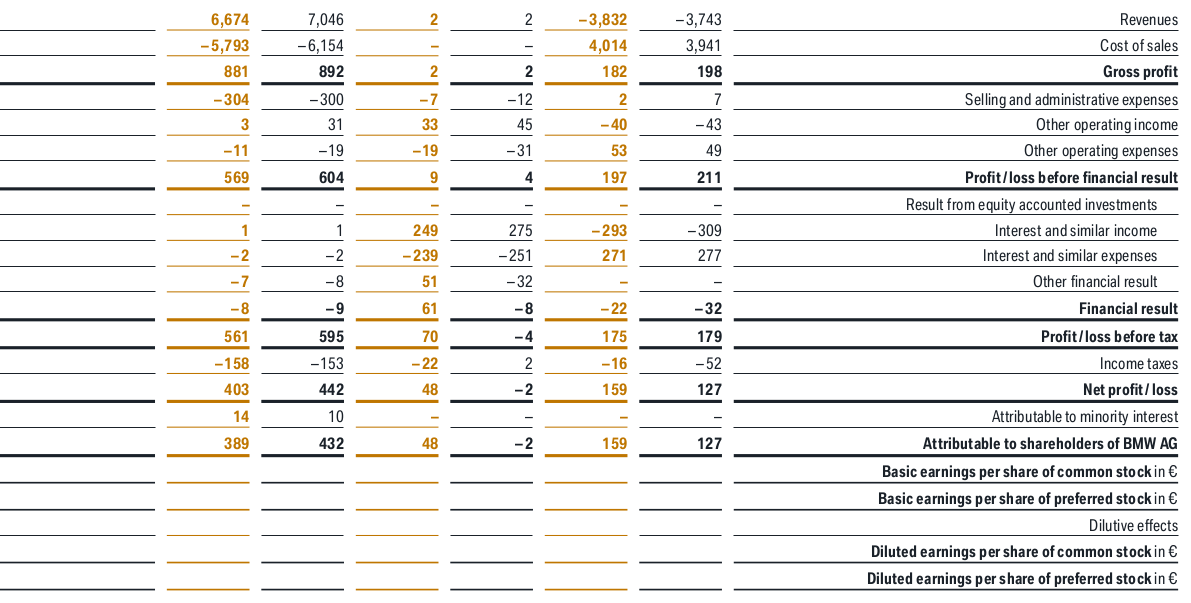 6,674 7,046 2 2 –3,832 –3,743 Revenues
–5,793 –6,154 – – 4,014 3,941 Cost of sales
881 892 2 2 182 198 Gross profit
–304 –300 –7 –12 2 7 Selling and administrative expenses
3 31 33 45 –40 –43 Other operating income
–11 –19 –19 –31 53 49 Other operating expenses
569 604 9 4 197 211 Profit / loss before financial result
– – – – – – Result from equity accounted investments
1 1 249 275 –293 –309 Interest and similar income
–2 –2 –239 –251 271 277 Interest and similar expenses
–7 –8 51 –32 – – Other financial result
–8 –9 61 –8 –22 –32 Financial result
561 595 70 –4 175 179 Profit / loss before tax
–158 –153 –22 2 –16 –52 Income taxes
403 442 48 –2 159 127 Net profit / loss
14 10 – – – – Attributable to minority interest
389 432 48 –2 159 127 Attributable to shareholders of BMW AG
Basic earnings per share of common stock in €
Basic earnings per share of preferred stock in €
Dilutive effects
Diluted earnings per share of common stock in €
Diluted earnings per share of preferred stock in €